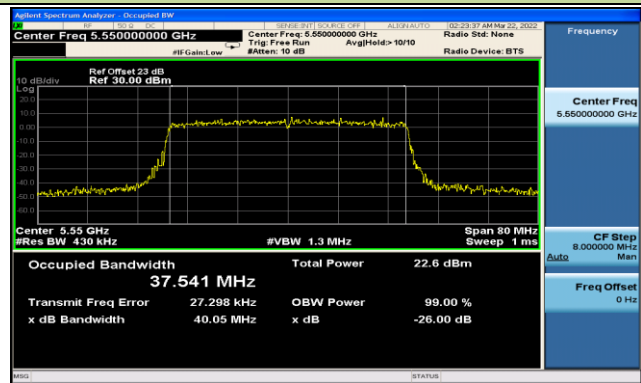 Agilent Spectrum Analyzer - Occupied BW
RF 50 Ω DC SENSE:INT SOURCE OFF ALIGN AUTO 02:23:37 AM Mar 22, 2022
Center Freq 5.550000000 GHz
Center Freq: 5.550000000 GHz
Radio Std: None
Trig: Free Run Avg|Hold:> 10/10
#IFGain:Low
#Atten: 10 dB
Radio Device: BTS
Frequency
Ref Offset 23 dB
10 dB/div Ref 30.00 dBm
Log
20.0
10.0
0.00
-10.0
-20.0
-30.0
-40.0
-50.0
-60.0
Center 5.55 GHz
Span 80 MHz
#Res BW 430 kHz
#VBW 1.3 MHz
Sweep 1 ms
Occupied Bandwidth
37.541 MHz
Total Power 22.6 dBm
Transmit Freq Error 27.298 kHz
OBW Power 99.00 %
x dB Bandwidth 40.05 MHz
x dB -26.00 dB
Center Freq
5.550000000 GHz
CF Step
8.000000 MHz
Auto Man
Freq Offset
0 Hz
MSG
STATUS